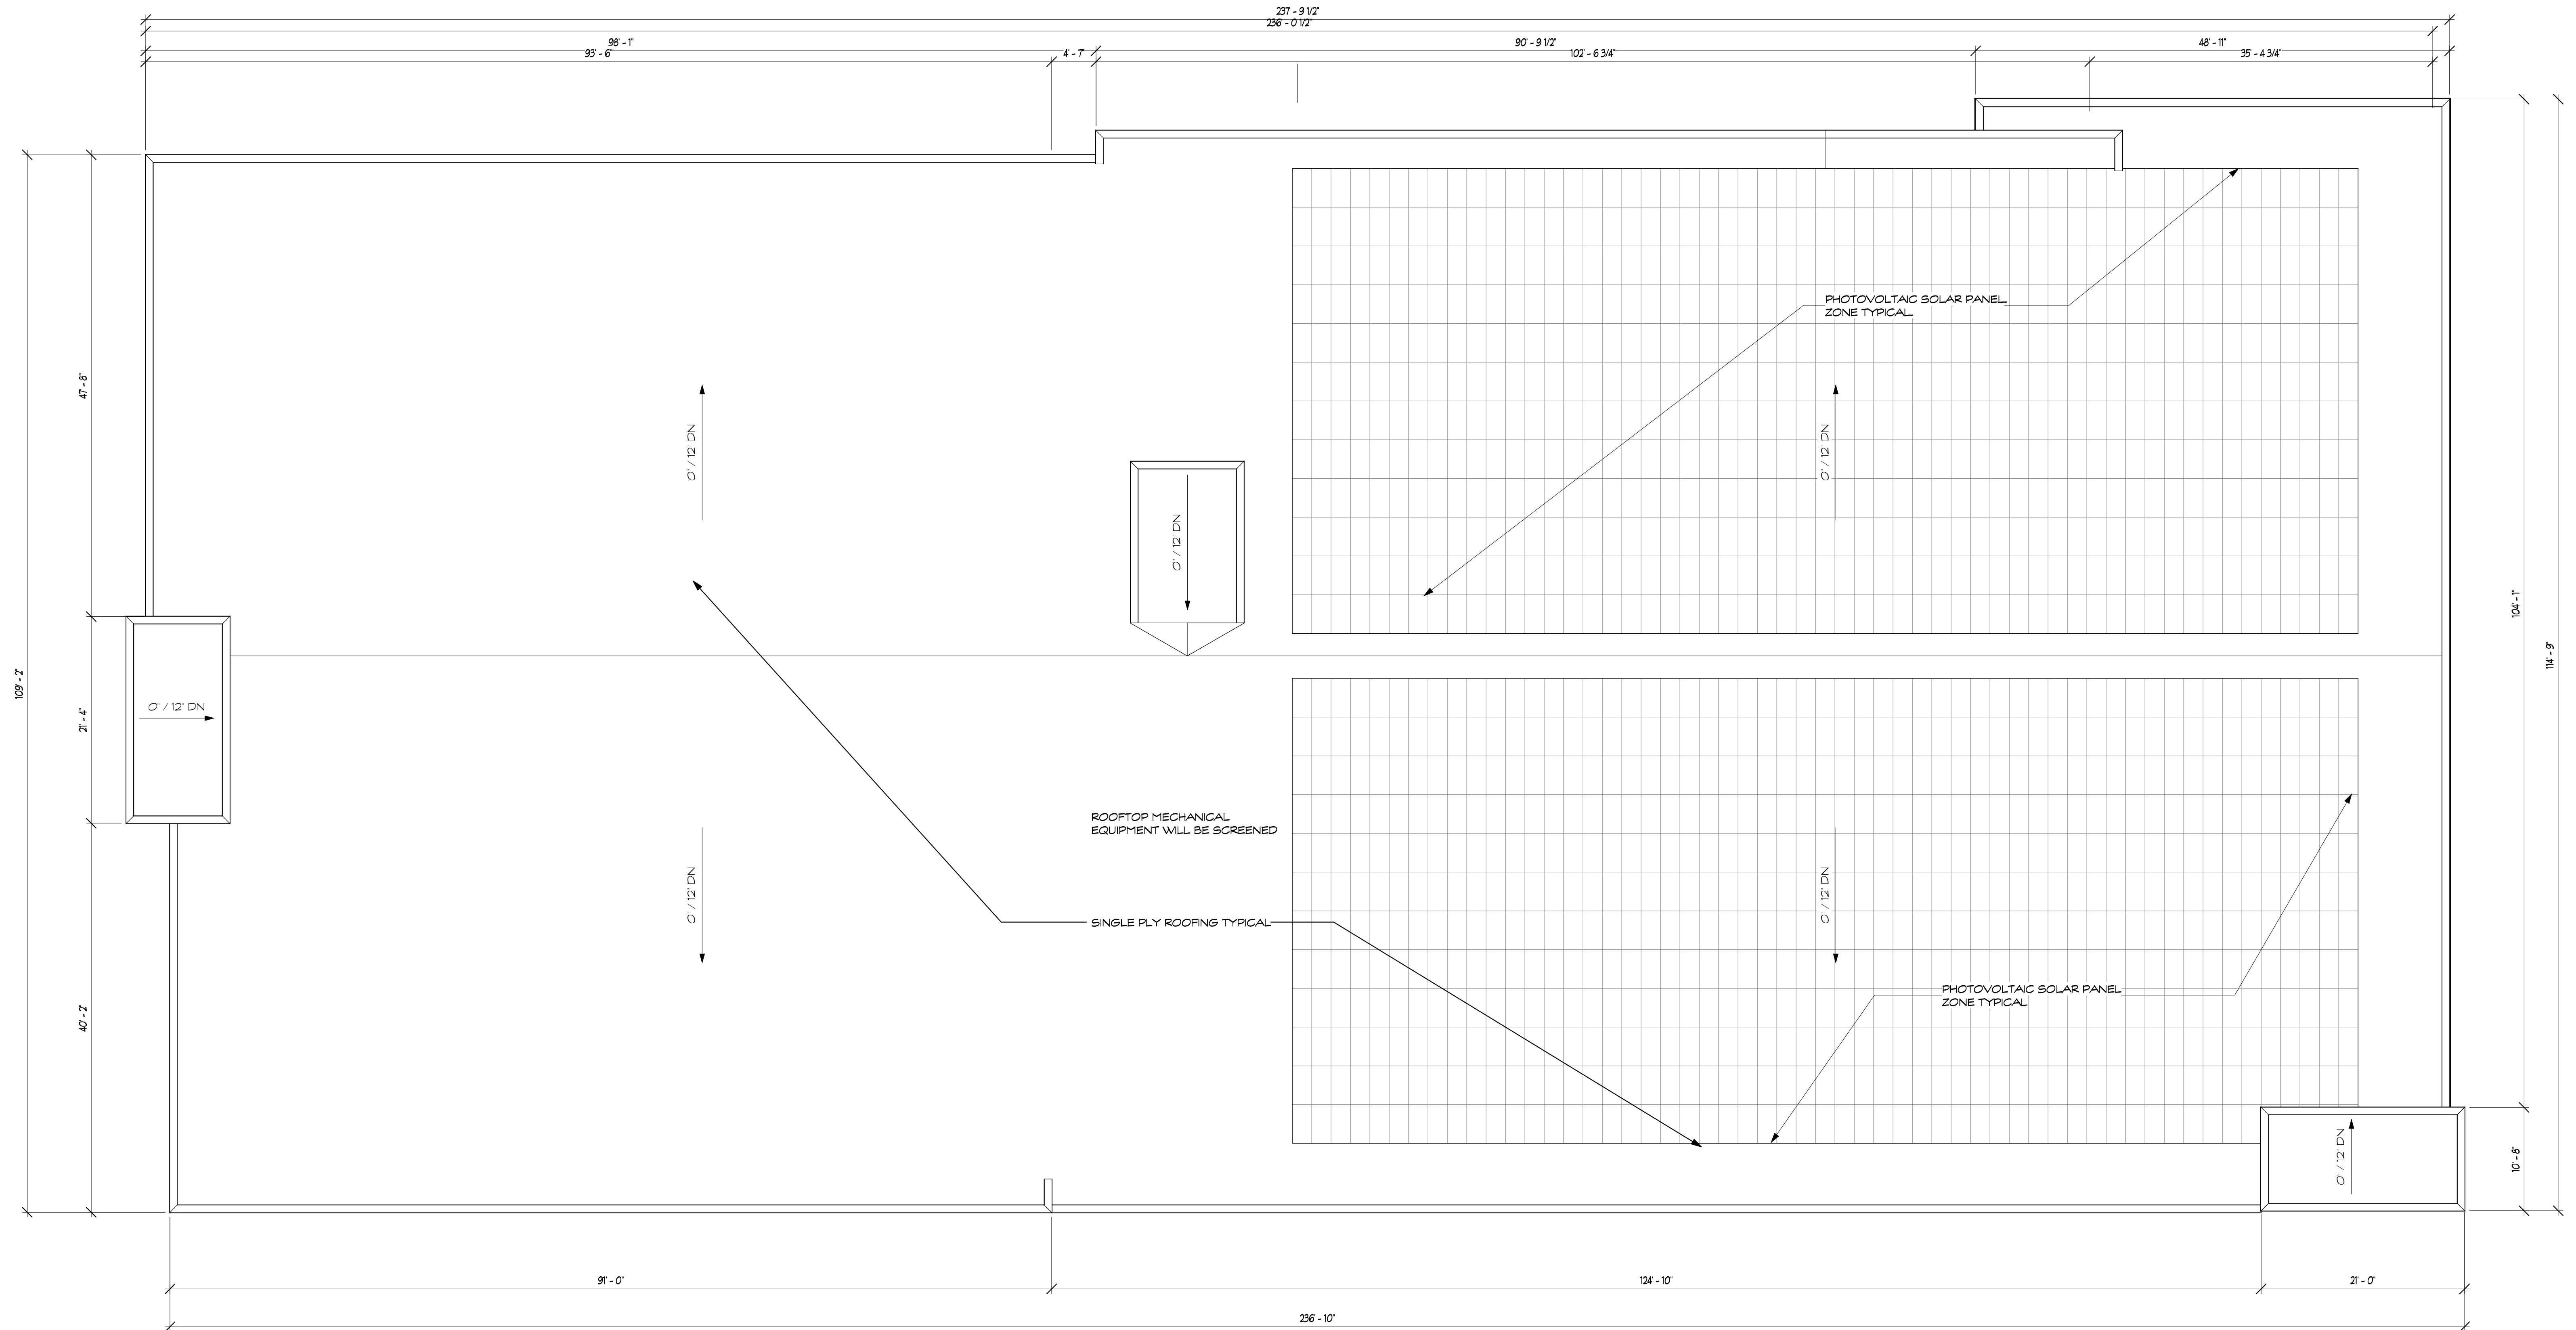 237 - 9 1/2"
236' - 0 1/2"
98' - 1"
90' - 9 1/2"
48' - 11"
93' - 6"
4' - 7"
102' - 6 3/4"
35' - 4 3/4"
PHOTOVOLTAIC SOLAR PANEL
ZONE TYPICAL
47' - 8"
0" / 12" DN
0" / 12" DN
0" / 12" DN
104' - 1"
114' - 9"
109' - 2"
21' - 4"
0" / 12" DN
ROOFTOP MECHANICAL
EQUIPMENT WILL BE SCREENED
0" / 12" DN
0" / 12" DN
SINGLE PLY ROOFING TYPICAL
PHOTOVOLTAIC SOLAR PANEL
ZONE TYPICAL
40' - 2"
0" / 12" DN
10' - 8"
91' - 0"
124' - 10"
21' - 0"
236' - 10"